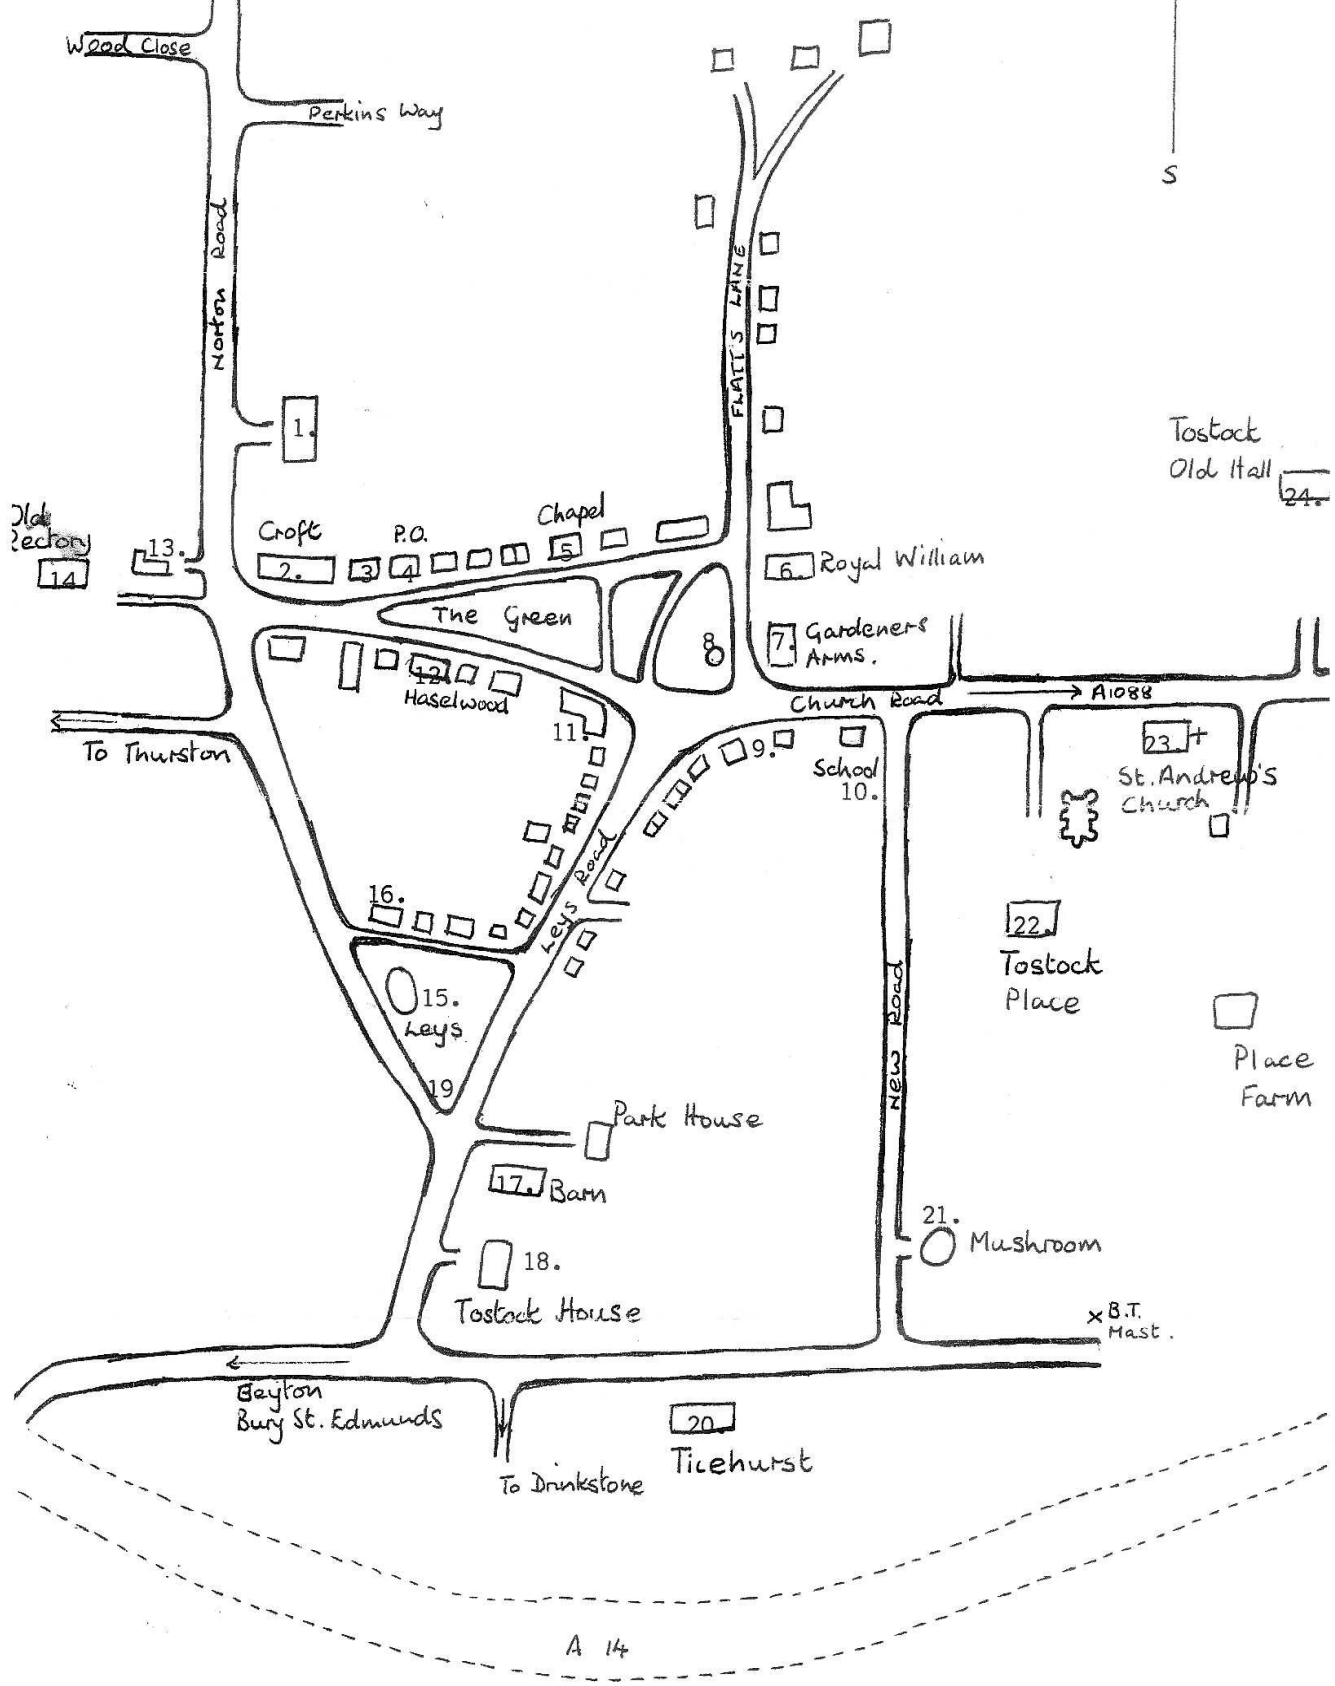 Wood Close
Perkins Way
S
Norton Road
FLATT'S LANE
1.
Tostock
Old Hall
24.
Old
Rectory
14
13.
Croft
2.
3
P.O.
4
Chapel
5
6.
Royal William
The Green
8
7.
Gardeners
Arms.
12.
Haselwood
Church Road
A1088
To Thurston
11.
9.
School
10.
23.
St. Andrew's
Church
Leys Road
16.
22.
Tostock
Place
15.
Leys
New Road
Place
Farm
19
Park House
17.
Barn
21.
Mushroom
18.
Tostock House
B.T.
Mast.
Beyton
Bury St. Edmunds
20.
Ticehurst
To Drinkstone
A 14